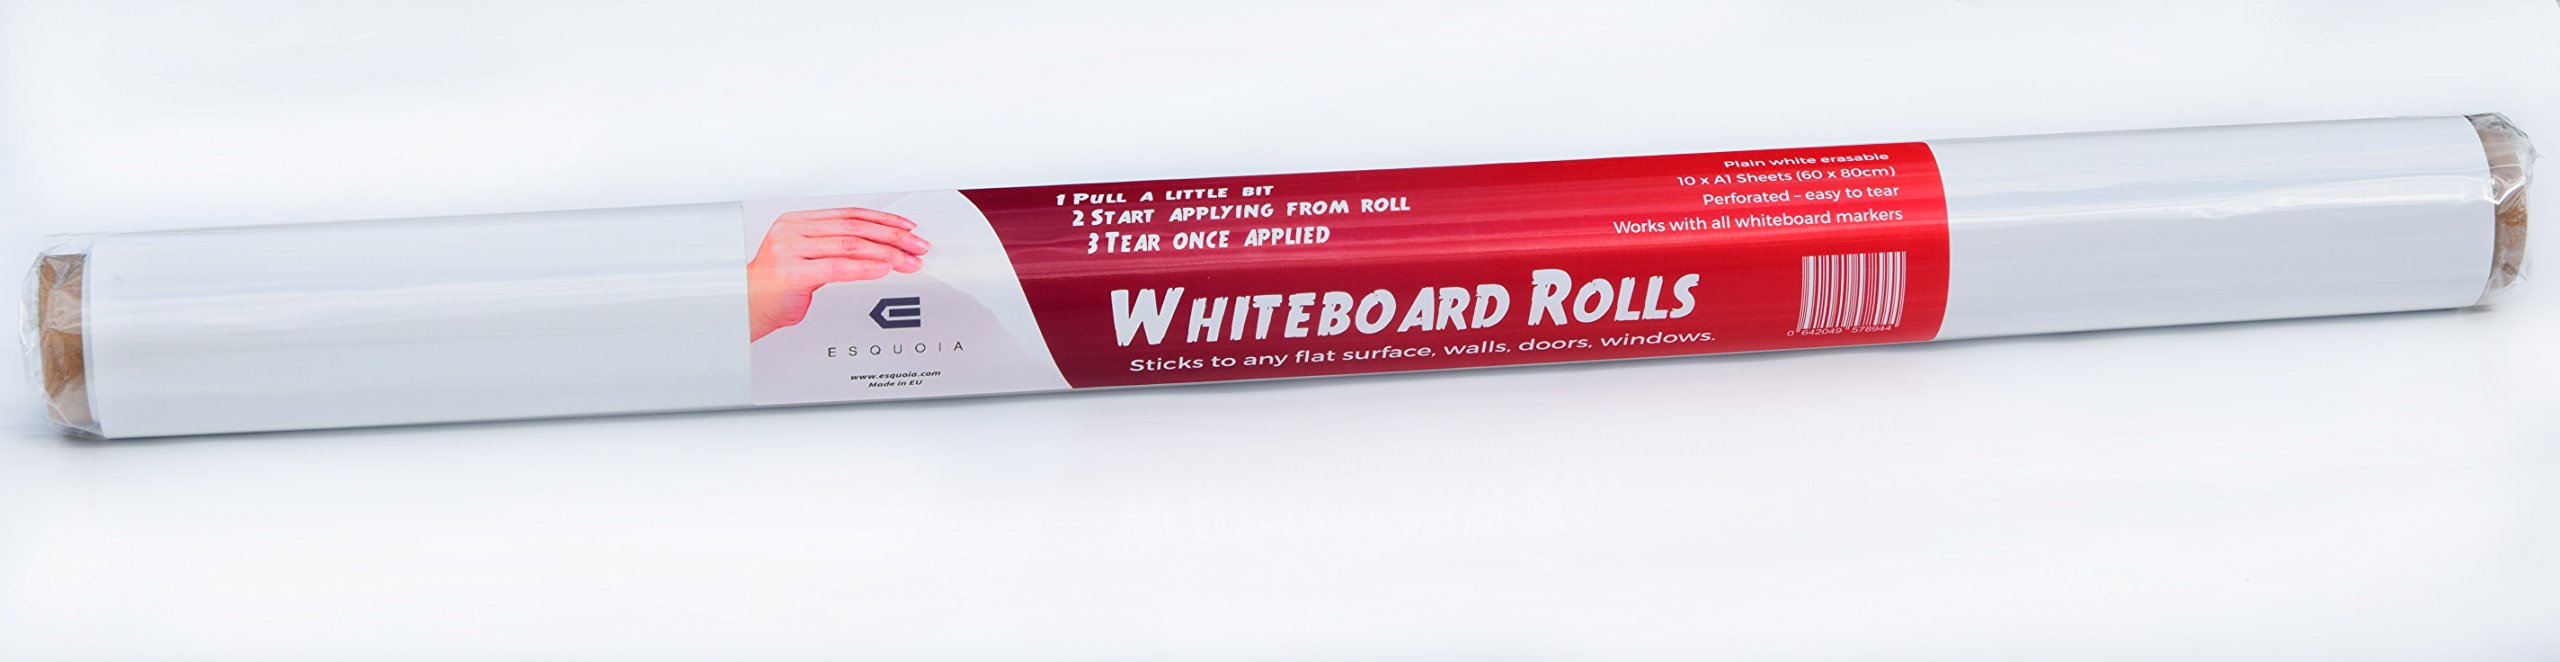 1 PULL A LITTLE BIT
2 START APPLYING FROM ROLL
3 TEAR ONCE APPLIED
Plain white erasable
10 x A1 Sheets (60 x 80cm)
Perforated – easy to tear
Works with all whiteboard markers
WHITEBOARD ROLLS
Sticks to any flat surface, walls, doors, windows.
ESQUOIA
www.esquoia.com
Made in EU
0 642049 578944